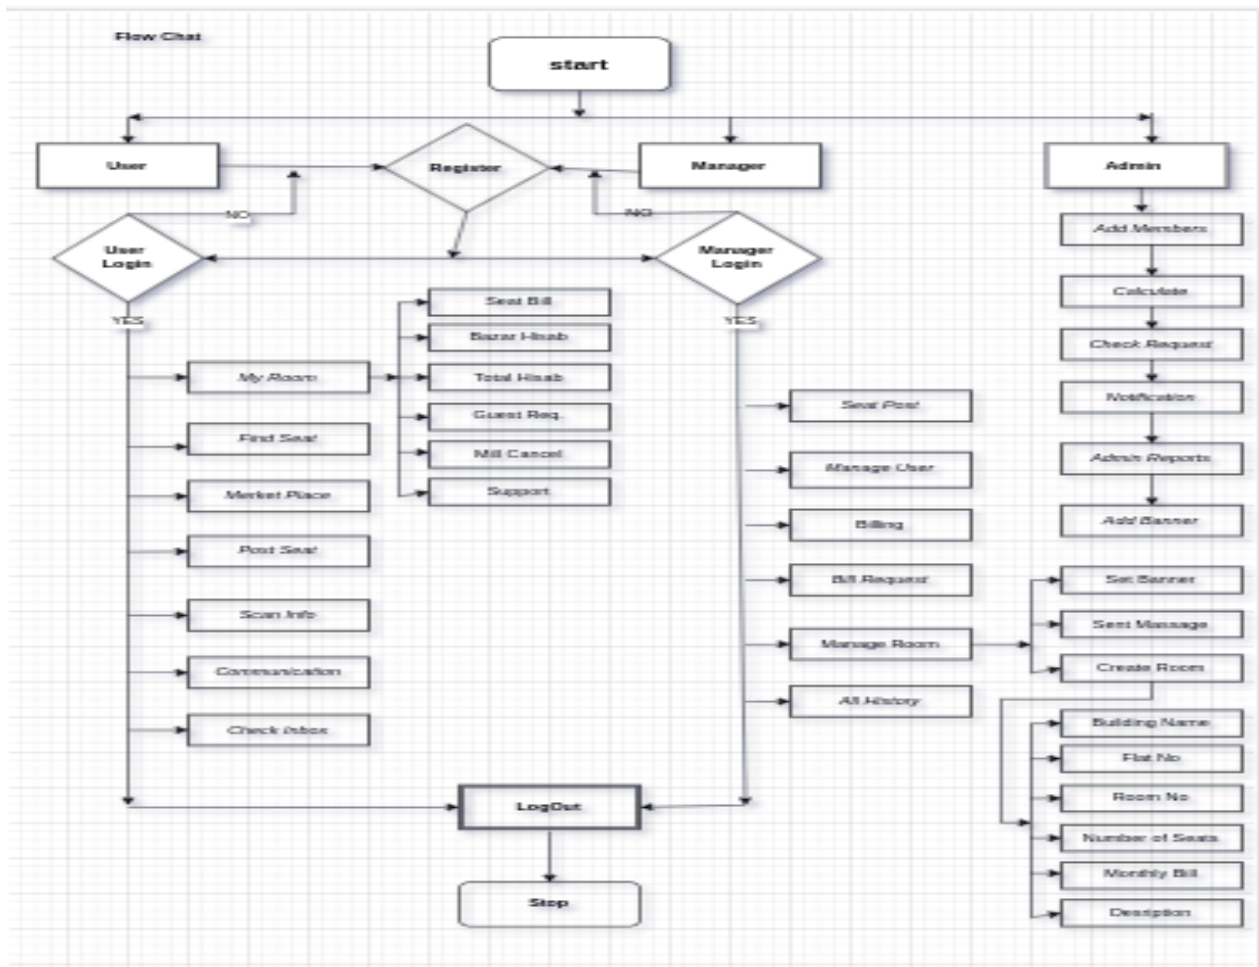 Flow Chat
start
User
Register
Manager
Admin
NO
NO
Add Members
User
Login
Manager
Login
Calculate
YES
YES
Seat Bill
Bazar Hisab
Check Request
My Room
Total Hisab
Notification
Seat Post
Guest Req.
Find Seat
Mill Cancel
Admin Reports
Manage User
Market Place
Support
Add Banner
Billing
Post Seat
Bill Request
Set Banner
Scan Info
Sent Massage
Manage Room
Create Room
Communication
All History
Building Name
Check Inbox
Flat No
Room No
LogOut
Number of Seats
Monthly Bill
Stop
Desription